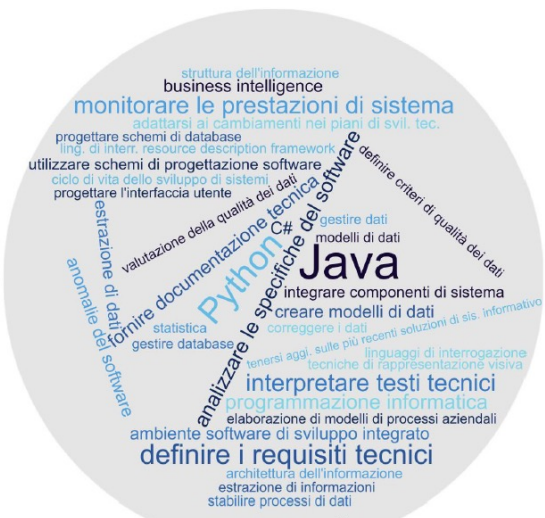 struttura dell'informazione
business intelligence
monitorare le prestazioni di sistema
adattarsi ai cambiamenti nei piani di svil. tec.
progettare schemi di database
ling. di interr. resource description framework
utilizzare schemi di progettazione software
ciclo di vita dello sviluppo di sistemi
progettare l'interfaccia utente
definire criteri di qualità dei dati
valutazione della qualità dei dati
estrazione di dati
fornire documentazione tecnica
analizzare le specifiche del software
anomalie del software
gestire dati
C#
modelli di dati
Python
Java
integrare componenti di sistema
creare modelli di dati
statistica
correggere i dati
gestire database
tenersi agg. sulle più recenti soluzioni di sis. informativo
linguaggi di interrogazione
tecniche di rappresentazione visiva
interpretare testi tecnici
programmazione informatica
elaborazione di modelli di processi aziendali
ambiente software di sviluppo integrato
definire i requisiti tecnici
architettura dell'informazione
estrazione di informazioni
stabilire processi di dati